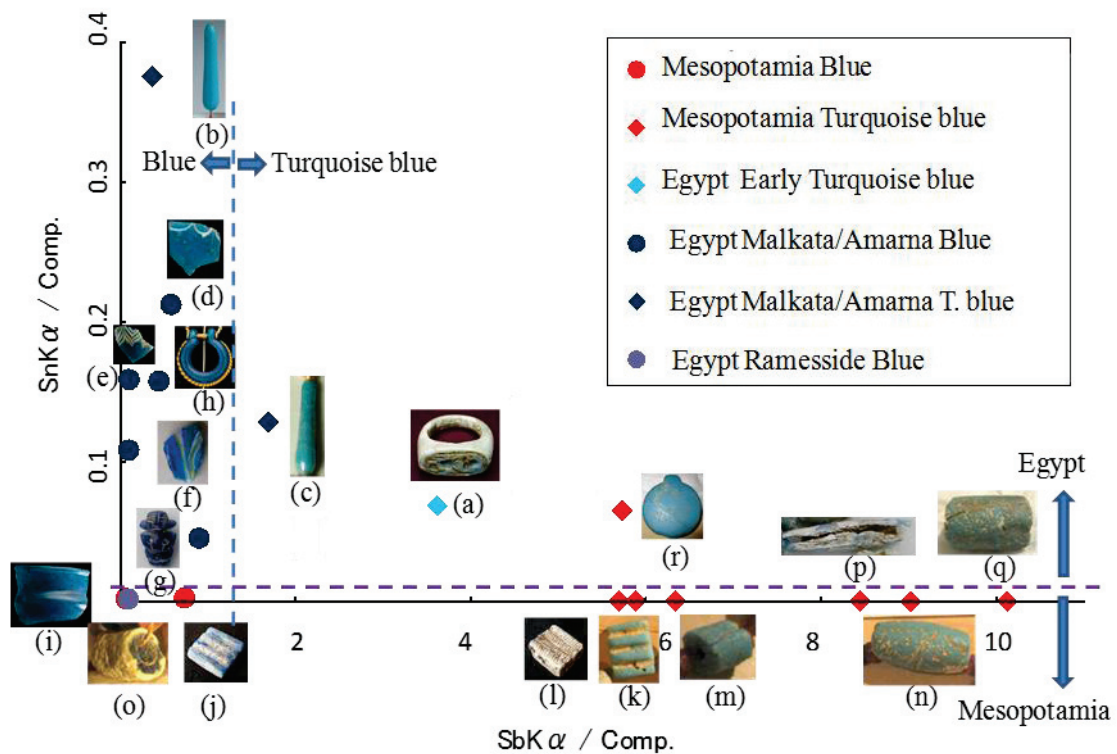 0.4
0.3
0.2
0.1
SnKα / Comp.
(b)
Blue
Turquoise blue
(d)
(e)
(h)
(f)
(c)
(a)
(g)
(r)
(p)
(q)
(i)
Mesopotamia Blue
Mesopotamia Turquoise blue
Egypt Early Turquoise blue
Egypt Malkata/Amarna Blue
Egypt Malkata/Amarna T. blue
Egypt Ramesside Blue
Egypt
2
4
6
8
10
(o)
(j)
(l)
(k)
(m)
(n)
Mesopotamia
SbKα / Comp.